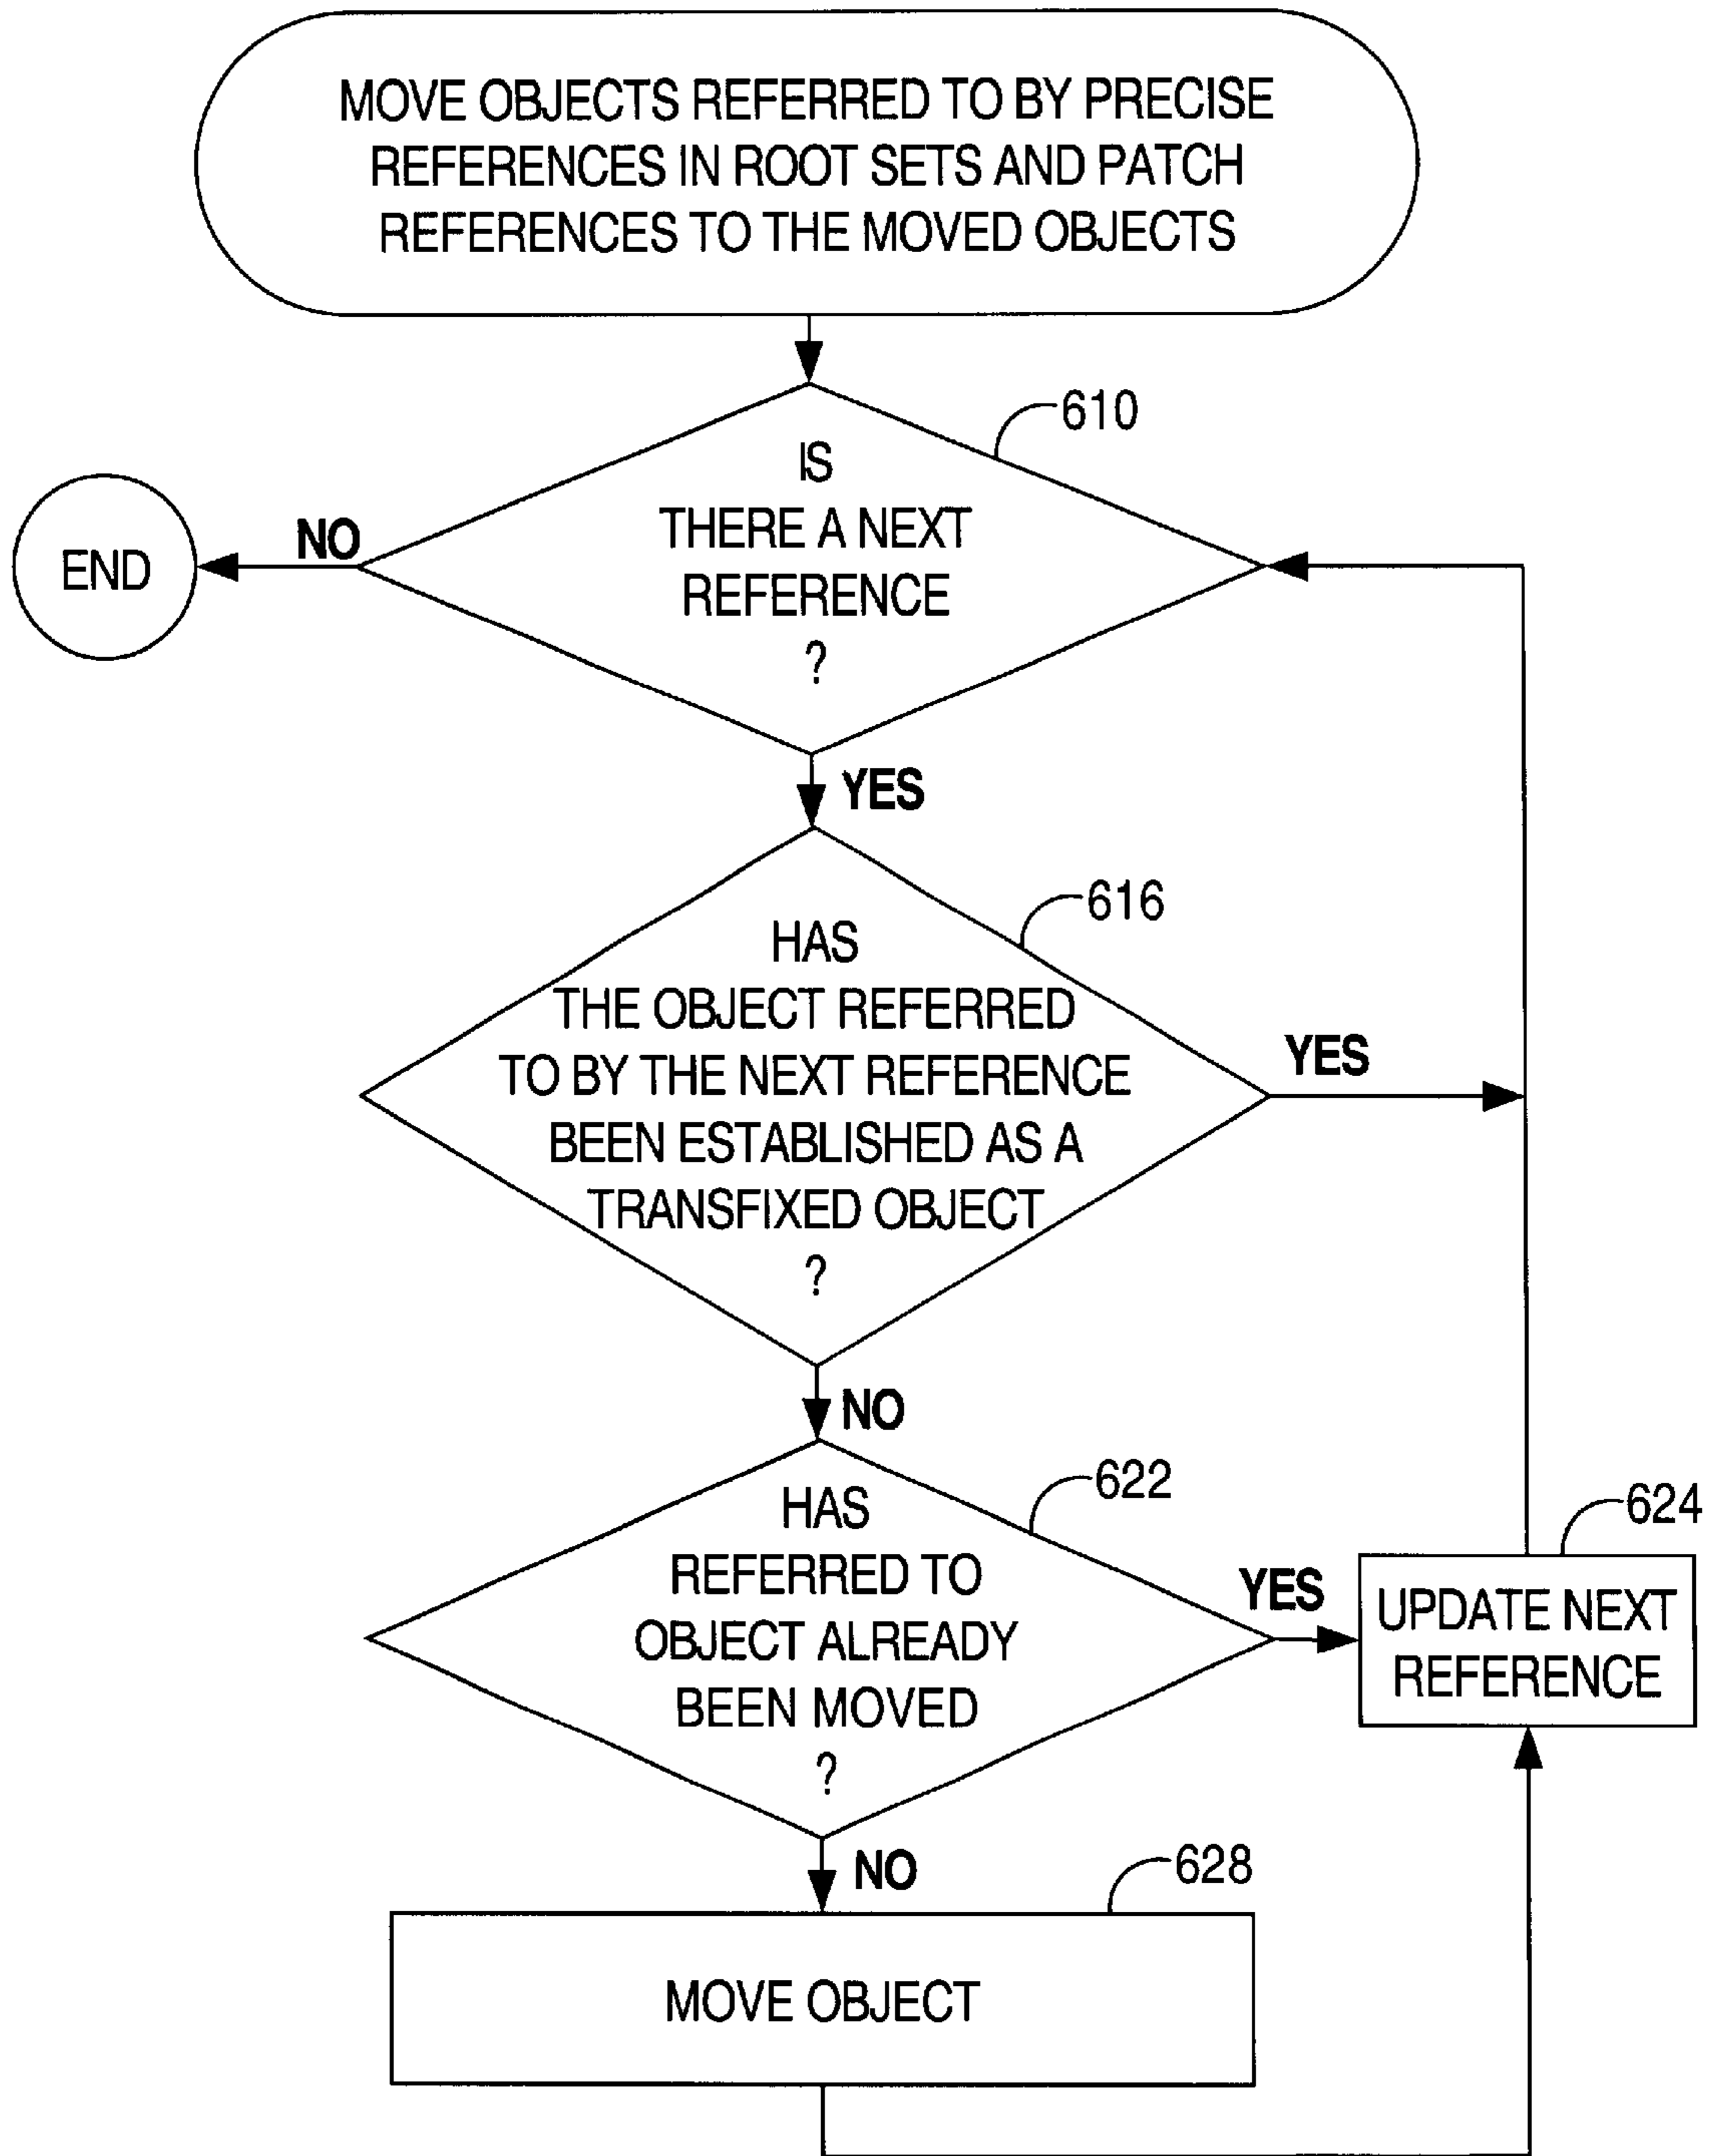 MOVE OBJECTS REFERRED TO BY PRECISE
REFERENCES IN ROOT SETS AND PATCH
REFERENCES TO THE MOVED OBJECTS
610
IS
THERE A NEXT
REFERENCE
?
NO
END
YES
616
HAS
THE OBJECT REFERRED
TO BY THE NEXT REFERENCE
BEEN ESTABLISHED AS A
TRANSFIXED OBJECT
?
YES
NO
622
HAS
REFERRED TO
OBJECT ALREADY
BEEN MOVED
?
YES
624
UPDATE NEXT
REFERENCE
NO
628
MOVE OBJECT